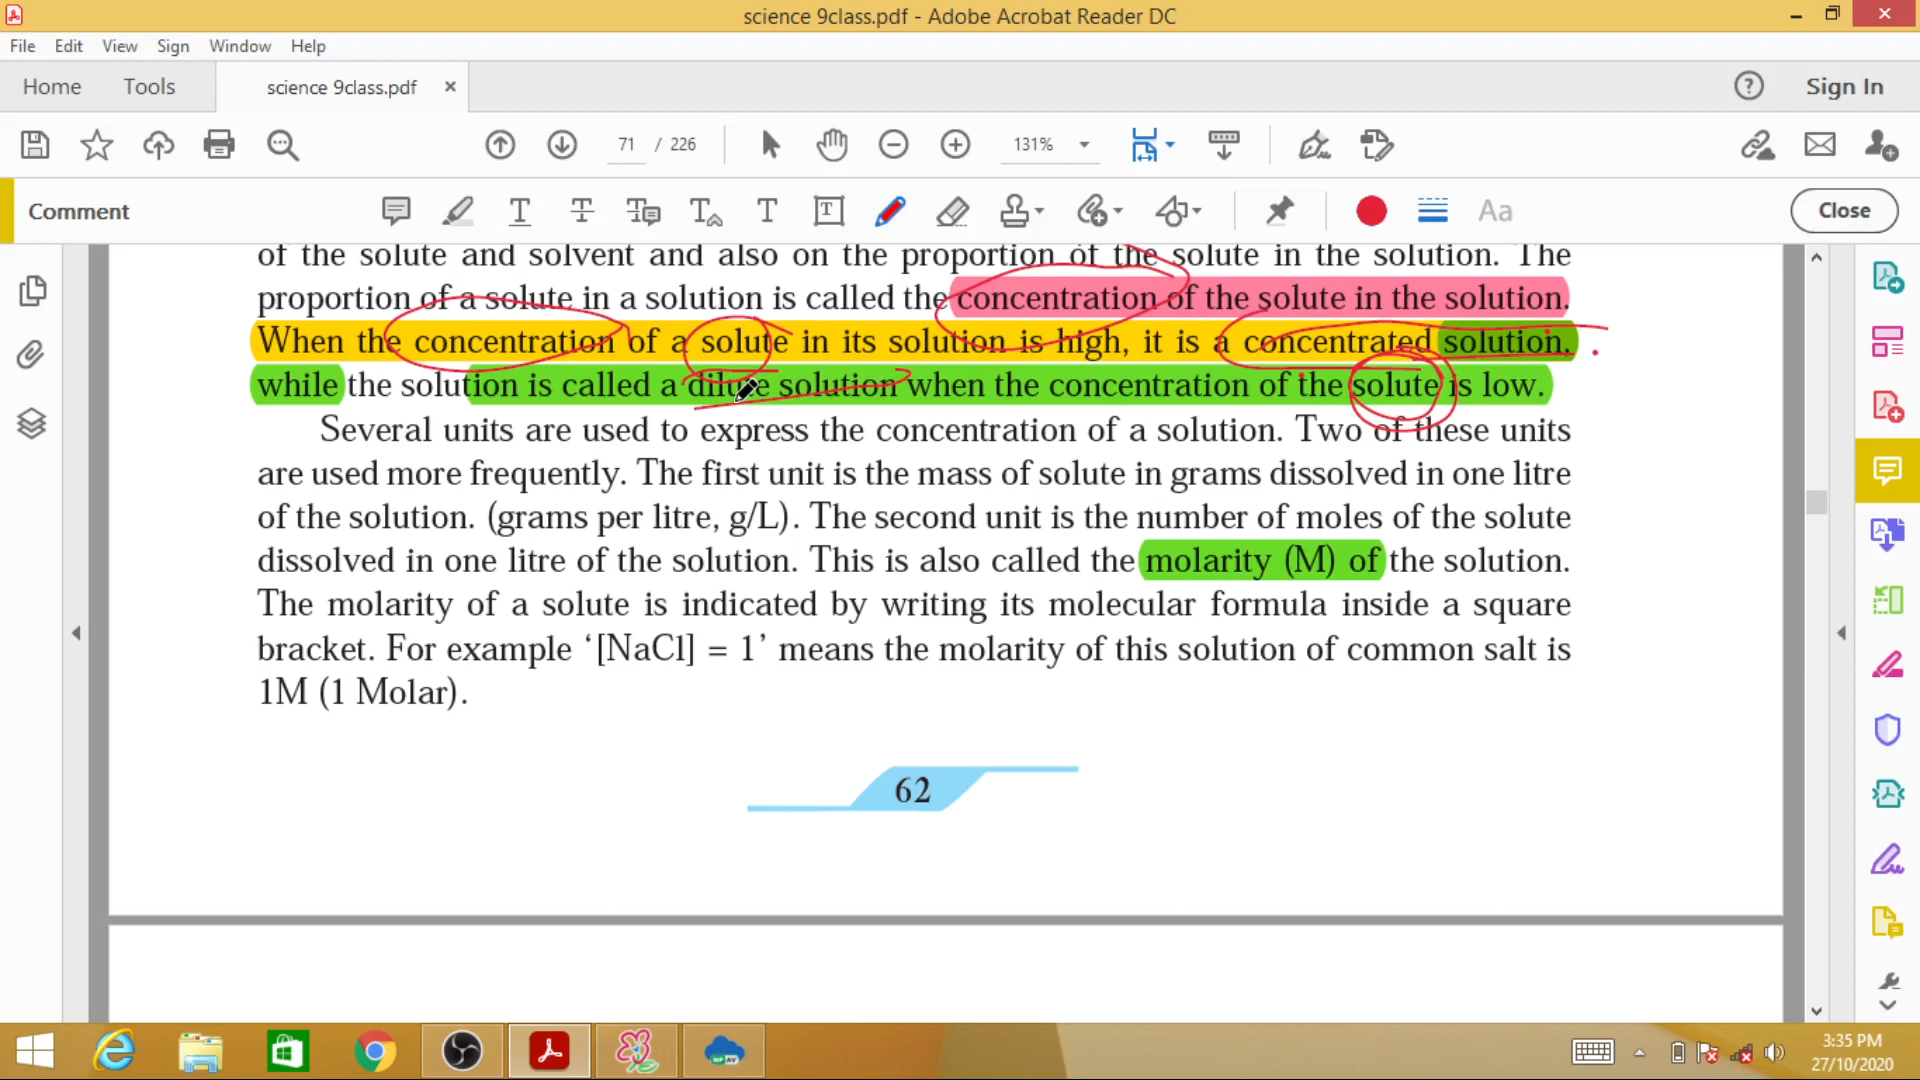 science 9class.pdf - Adobe Acrobat Reader DC
File Edit View Sign Window Help
Home Tools science 9class.pdf × Sign In
71 / 226 131%
Comment Aa Close
of the solute and solvent and also on the proportion of the solute in the solution. The
proportion of a solute in a solution is called the concentration of the solute in the solution.
When the concentration of a solute in its solution is high, it is a concentrated solution,
while the solution is called a dilute solution when the concentration of the solute is low.
Several units are used to express the concentration of a solution. Two of these units
are used more frequently. The first unit is the mass of solute in grams dissolved in one litre
of the solution. (grams per litre, g/L). The second unit is the number of moles of the solute
dissolved in one litre of the solution. This is also called the molarity (M) of the solution.
The molarity of a solute is indicated by writing its molecular formula inside a square
bracket. For example ‘[NaCl] = 1’ means the molarity of this solution of common salt is
1M (1 Molar).
62
3:35 PM
27/10/2020